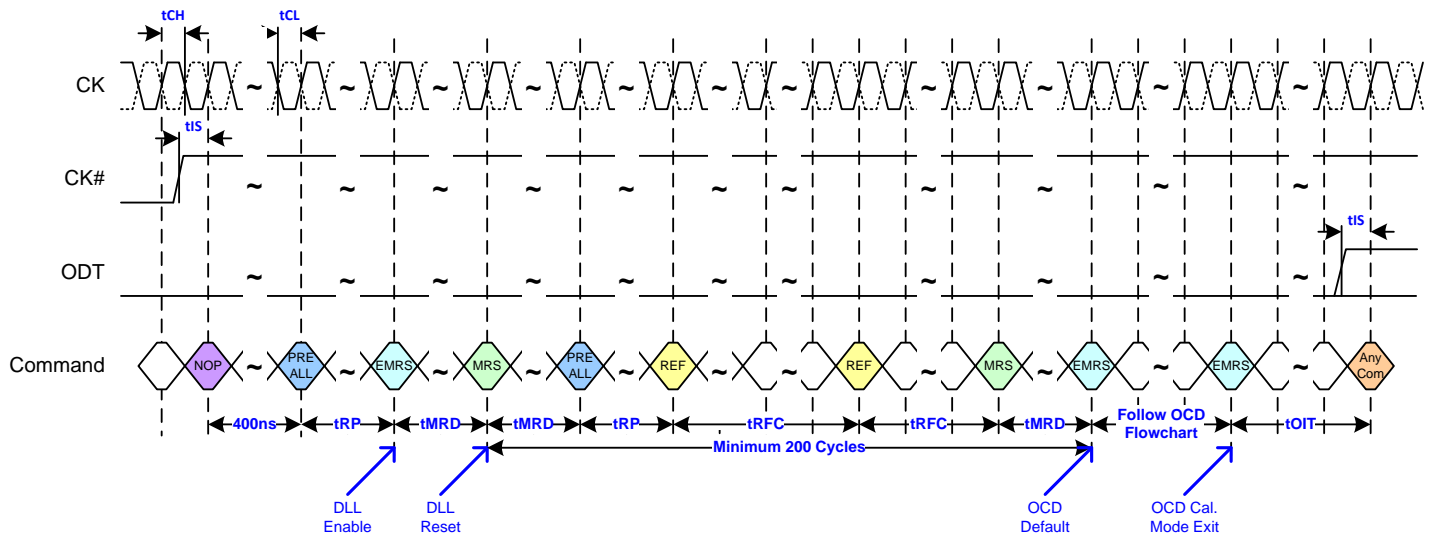 tCH
tCL
CK
~ ~ ~ ~ ~ ~ ~ ~ ~ ~ ~ ~
tIS
CK#
~ ~ ~ ~ ~ ~ ~ ~ ~ ~ ~ ~
tIS
ODT
~ ~ ~ ~ ~ ~ ~ ~ ~ ~ ~ ~
Command
NOP
~
PRE
ALL
~
EMRS
~
MRS
~
PRE
ALL
~
REF
~
~
REF
~
MRS
~
EMRS
~
EMRS
~
Any
Com
400ns
tRP
tMRD
tMRD
tRP
tRFC
tRFC
tMRD
Follow OCD
Flowchart
tOIT
Minimum 200 Cycles
DLL
Enable
DLL
Reset
OCD
Default
OCD Cal.
Mode Exit